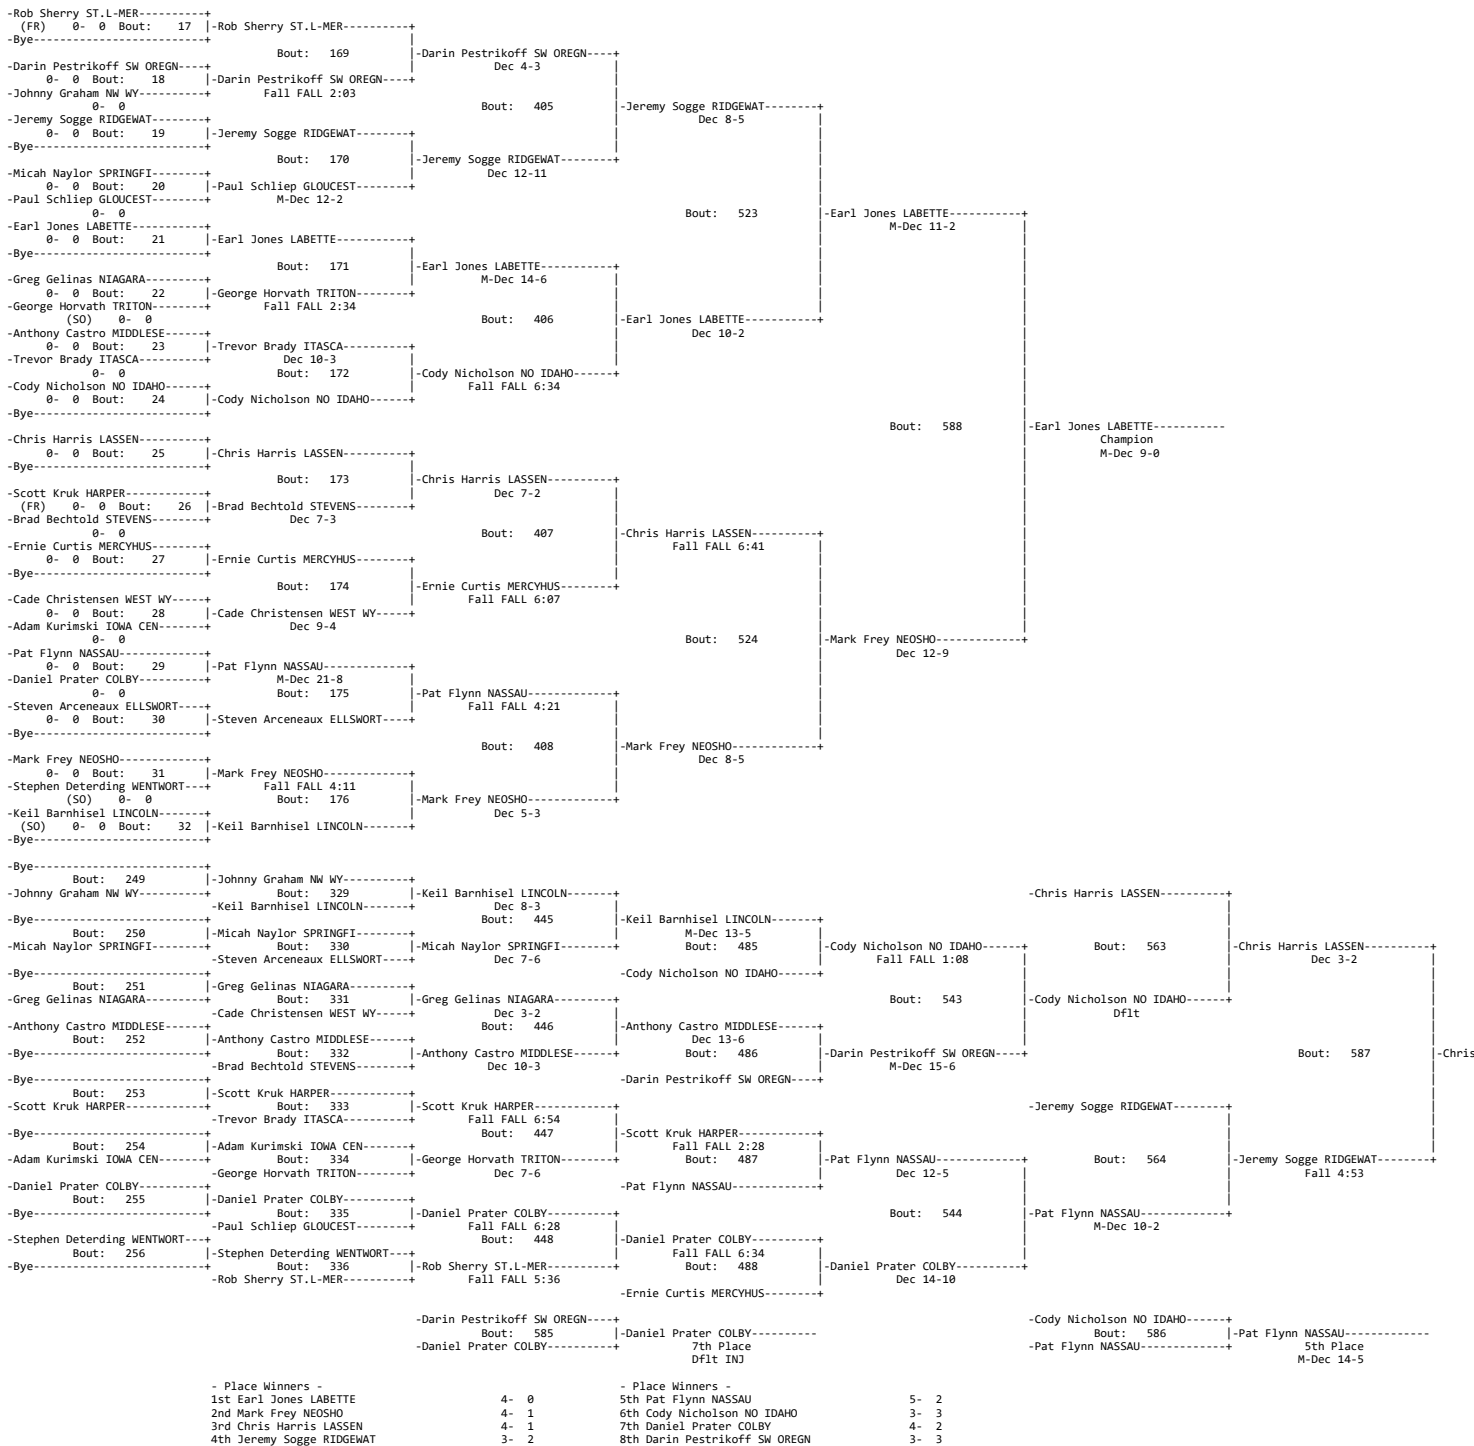 -Rob Sherry ST.L-MER----------+
(FR) 0- 0 Bout: 17 |-Rob Sherry ST.L-MER----------+
-Bye-------------------------+ |
Bout: 169 |-Darin Pestrikoff SW OREGN----+
-Darin Pestrikoff SW OREGN----+ | Dec 4-3 |
0- 0 Bout: 18 |-Darin Pestrikoff SW OREGN----+ |
-Johnny Graham NW WY----------+ Fall FALL 2:03 |
0- 0 Bout: 405 |-Jeremy Sogge RIDGEWAT--------+
-Jeremy Sogge RIDGEWAT--------+ | Dec 8-5 |
0- 0 Bout: 19 |-Jeremy Sogge RIDGEWAT--------+ | |
-Bye-------------------------+ | | |
Bout: 170 |-Jeremy Sogge RIDGEWAT--------+ |
-Micah Naylor SPRINGFI--------+ | Dec 12-11 |
0- 0 Bout: 20 |-Paul Schliep GLOUCEST--------+ |
-Paul Schliep GLOUCEST--------+ M-Dec 12-2 |
0- 0 Bout: 523 |-Earl Jones LABETTE-----------+
-Earl Jones LABETTE-----------+ | M-Dec 11-2 |
0- 0 Bout: 21 |-Earl Jones LABETTE-----------+ | |
-Bye-------------------------+ | | |
Bout: 171 |-Earl Jones LABETTE-----------+ | |
-Greg Gelinas NIAGARA---------+ | M-Dec 14-6 | | |
0- 0 Bout: 22 |-George Horvath TRITON--------+ | | |
-George Horvath TRITON--------+ Fall FALL 2:34 | | |
(SO) 0- 0 Bout: 406 |-Earl Jones LABETTE-----------+ |
-Anthony Castro MIDDLESE------+ | Dec 10-2 |
0- 0 Bout: 23 |-Trevor Brady ITASCA----------+ | |
-Trevor Brady ITASCA----------+ Dec 10-3 | | |
0- 0 Bout: 172 |-Cody Nicholson NO IDAHO------+ |
-Cody Nicholson NO IDAHO------+ | Fall FALL 6:34 |
0- 0 Bout: 24 |-Cody Nicholson NO IDAHO------+ |
-Bye-------------------------+ |
Bout: 588 |-Earl Jones LABETTE-----------
-Chris Harris LASSEN----------+ | Champion
0- 0 Bout: 25 |-Chris Harris LASSEN----------+ | M-Dec 9-0
-Bye-------------------------+ | |
Bout: 173 |-Chris Harris LASSEN----------+ |
-Scott Kruk HARPER------------+ | Dec 7-2 | |
(FR) 0- 0 Bout: 26 |-Brad Bechtold STEVENS--------+ | |
-Brad Bechtold STEVENS--------+ Dec 7-3 | |
0- 0 Bout: 407 |-Chris Harris LASSEN----------+ |
-Ernie Curtis MERCYHUS--------+ | Fall FALL 6:41 | |
0- 0 Bout: 27 |-Ernie Curtis MERCYHUS--------+ | | |
-Bye-------------------------+ | | | |
Bout: 174 |-Ernie Curtis MERCYHUS--------+ | |
-Cade Christensen WEST WY-----+ | Fall FALL 6:07 | |
0- 0 Bout: 28 |-Cade Christensen WEST WY-----+ | |
-Adam Kurimski IOWA CEN-------+ Dec 9-4 | |
0- 0 Bout: 524 |-Mark Frey NEOSHO-------------+
-Pat Flynn NASSAU-------------+ | Dec 12-9
0- 0 Bout: 29 |-Pat Flynn NASSAU-------------+ |
-Daniel Prater COLBY----------+ M-Dec 21-8 | |
0- 0 Bout: 175 |-Pat Flynn NASSAU-------------+ |
-Steven Arceneaux ELLSWORT----+ | Fall FALL 4:21 | |
0- 0 Bout: 30 |-Steven Arceneaux ELLSWORT----+ | |
-Bye-------------------------+ | |
Bout: 408 |-Mark Frey NEOSHO-------------+
-Mark Frey NEOSHO-------------+ | Dec 8-5
0- 0 Bout: 31 |-Mark Frey NEOSHO-------------+ |
-Stephen Deterding WENTWORT---+ Fall FALL 4:11 | |
(SO) 0- 0 Bout: 176 |-Mark Frey NEOSHO-------------+
-Keil Barnhisel LINCOLN-------+ | Dec 5-3
(SO) 0- 0 Bout: 32 |-Keil Barnhisel LINCOLN-------+
-Bye-------------------------+
-Bye-------------------------+
Bout: 249 |-Johnny Graham NW WY----------+
-Johnny Graham NW WY----------+ Bout: 329 |-Keil Barnhisel LINCOLN-------+ -Chris Harris LASSEN----------+
-Keil Barnhisel LINCOLN-------+ Dec 8-3 | |
-Bye-------------------------+ Bout: 445 |-Keil Barnhisel LINCOLN-------+ |
Bout: 250 |-Micah Naylor SPRINGFI--------+ | M-Dec 13-5 | |
-Micah Naylor SPRINGFI--------+ Bout: 330 |-Micah Naylor SPRINGFI--------+ Bout: 485 |-Cody Nicholson NO IDAHO------+ Bout: 563 |-Chris Harris LASSEN----------+
-Steven Arceneaux ELLSWORT----+ Dec 7-6 | Fall FALL 1:08 | | Dec 3-2 |
-Bye-------------------------+ -Cody Nicholson NO IDAHO------+ | | |
Bout: 251 |-Greg Gelinas NIAGARA---------+ | | |
-Greg Gelinas NIAGARA---------+ Bout: 331 |-Greg Gelinas NIAGARA---------+ Bout: 543 |-Cody Nicholson NO IDAHO------+ |
-Cade Christensen WEST WY-----+ Dec 3-2 | | Dflt |
-Anthony Castro MIDDLESE------+ Bout: 446 |-Anthony Castro MIDDLESE------+ | |
Bout: 252 |-Anthony Castro MIDDLESE------+ | Dec 13-6 | | |
-Bye-------------------------+ Bout: 332 |-Anthony Castro MIDDLESE------+ Bout: 486 |-Darin Pestrikoff SW OREGN----+ Bout: 587 |-Chris
-Brad Bechtold STEVENS--------+ Dec 10-3 | M-Dec 15-6 |
-Bye-------------------------+ -Darin Pestrikoff SW OREGN----+ |
Bout: 253 |-Scott Kruk HARPER------------+ |
-Scott Kruk HARPER------------+ Bout: 333 |-Scott Kruk HARPER------------+ -Jeremy Sogge RIDGEWAT--------+ |
-Trevor Brady ITASCA----------+ Fall FALL 6:54 | | |
-Bye-------------------------+ Bout: 447 |-Scott Kruk HARPER------------+ | |
Bout: 254 |-Adam Kurimski IOWA CEN-------+ | Fall FALL 2:28 | | |
-Adam Kurimski IOWA CEN-------+ Bout: 334 |-George Horvath TRITON--------+ Bout: 487 |-Pat Flynn NASSAU-------------+ Bout: 564 |-Jeremy Sogge RIDGEWAT--------+
-George Horvath TRITON--------+ Dec 7-6 | Dec 12-5 | | Fall 4:53
-Daniel Prater COLBY----------+ -Pat Flynn NASSAU-------------+ | |
Bout: 255 |-Daniel Prater COLBY----------+ | |
-Bye-------------------------+ Bout: 335 |-Daniel Prater COLBY----------+ Bout: 544 |-Pat Flynn NASSAU-------------+
-Paul Schliep GLOUCEST--------+ Fall FALL 6:28 | | M-Dec 10-2
-Stephen Deterding WENTWORT---+ Bout: 448 |-Daniel Prater COLBY----------+ |
Bout: 256 |-Stephen Deterding WENTWORT---+ | Fall FALL 6:34 | |
-Bye-------------------------+ Bout: 336 |-Rob Sherry ST.L-MER----------+ Bout: 488 |-Daniel Prater COLBY----------+
-Rob Sherry ST.L-MER----------+ Fall FALL 5:36 | Dec 14-10
-Ernie Curtis MERCYHUS--------+
-Darin Pestrikoff SW OREGN----+ -Cody Nicholson NO IDAHO------+
Bout: 585 |-Daniel Prater COLBY---------- Bout: 586 |-Pat Flynn NASSAU-------------
-Daniel Prater COLBY----------+ 7th Place -Pat Flynn NASSAU-------------+ 5th Place
Dflt INJ M-Dec 14-5
- Place Winners - - Place Winners -
1st Earl Jones LABETTE 4- 0 5th Pat Flynn NASSAU 5- 2
2nd Mark Frey NEOSHO 4- 1 6th Cody Nicholson NO IDAHO 3- 3
3rd Chris Harris LASSEN 4- 1 7th Daniel Prater COLBY 4- 2
4th Jeremy Sogge RIDGEWAT 3- 2 8th Darin Pestrikoff SW OREGN 3- 3